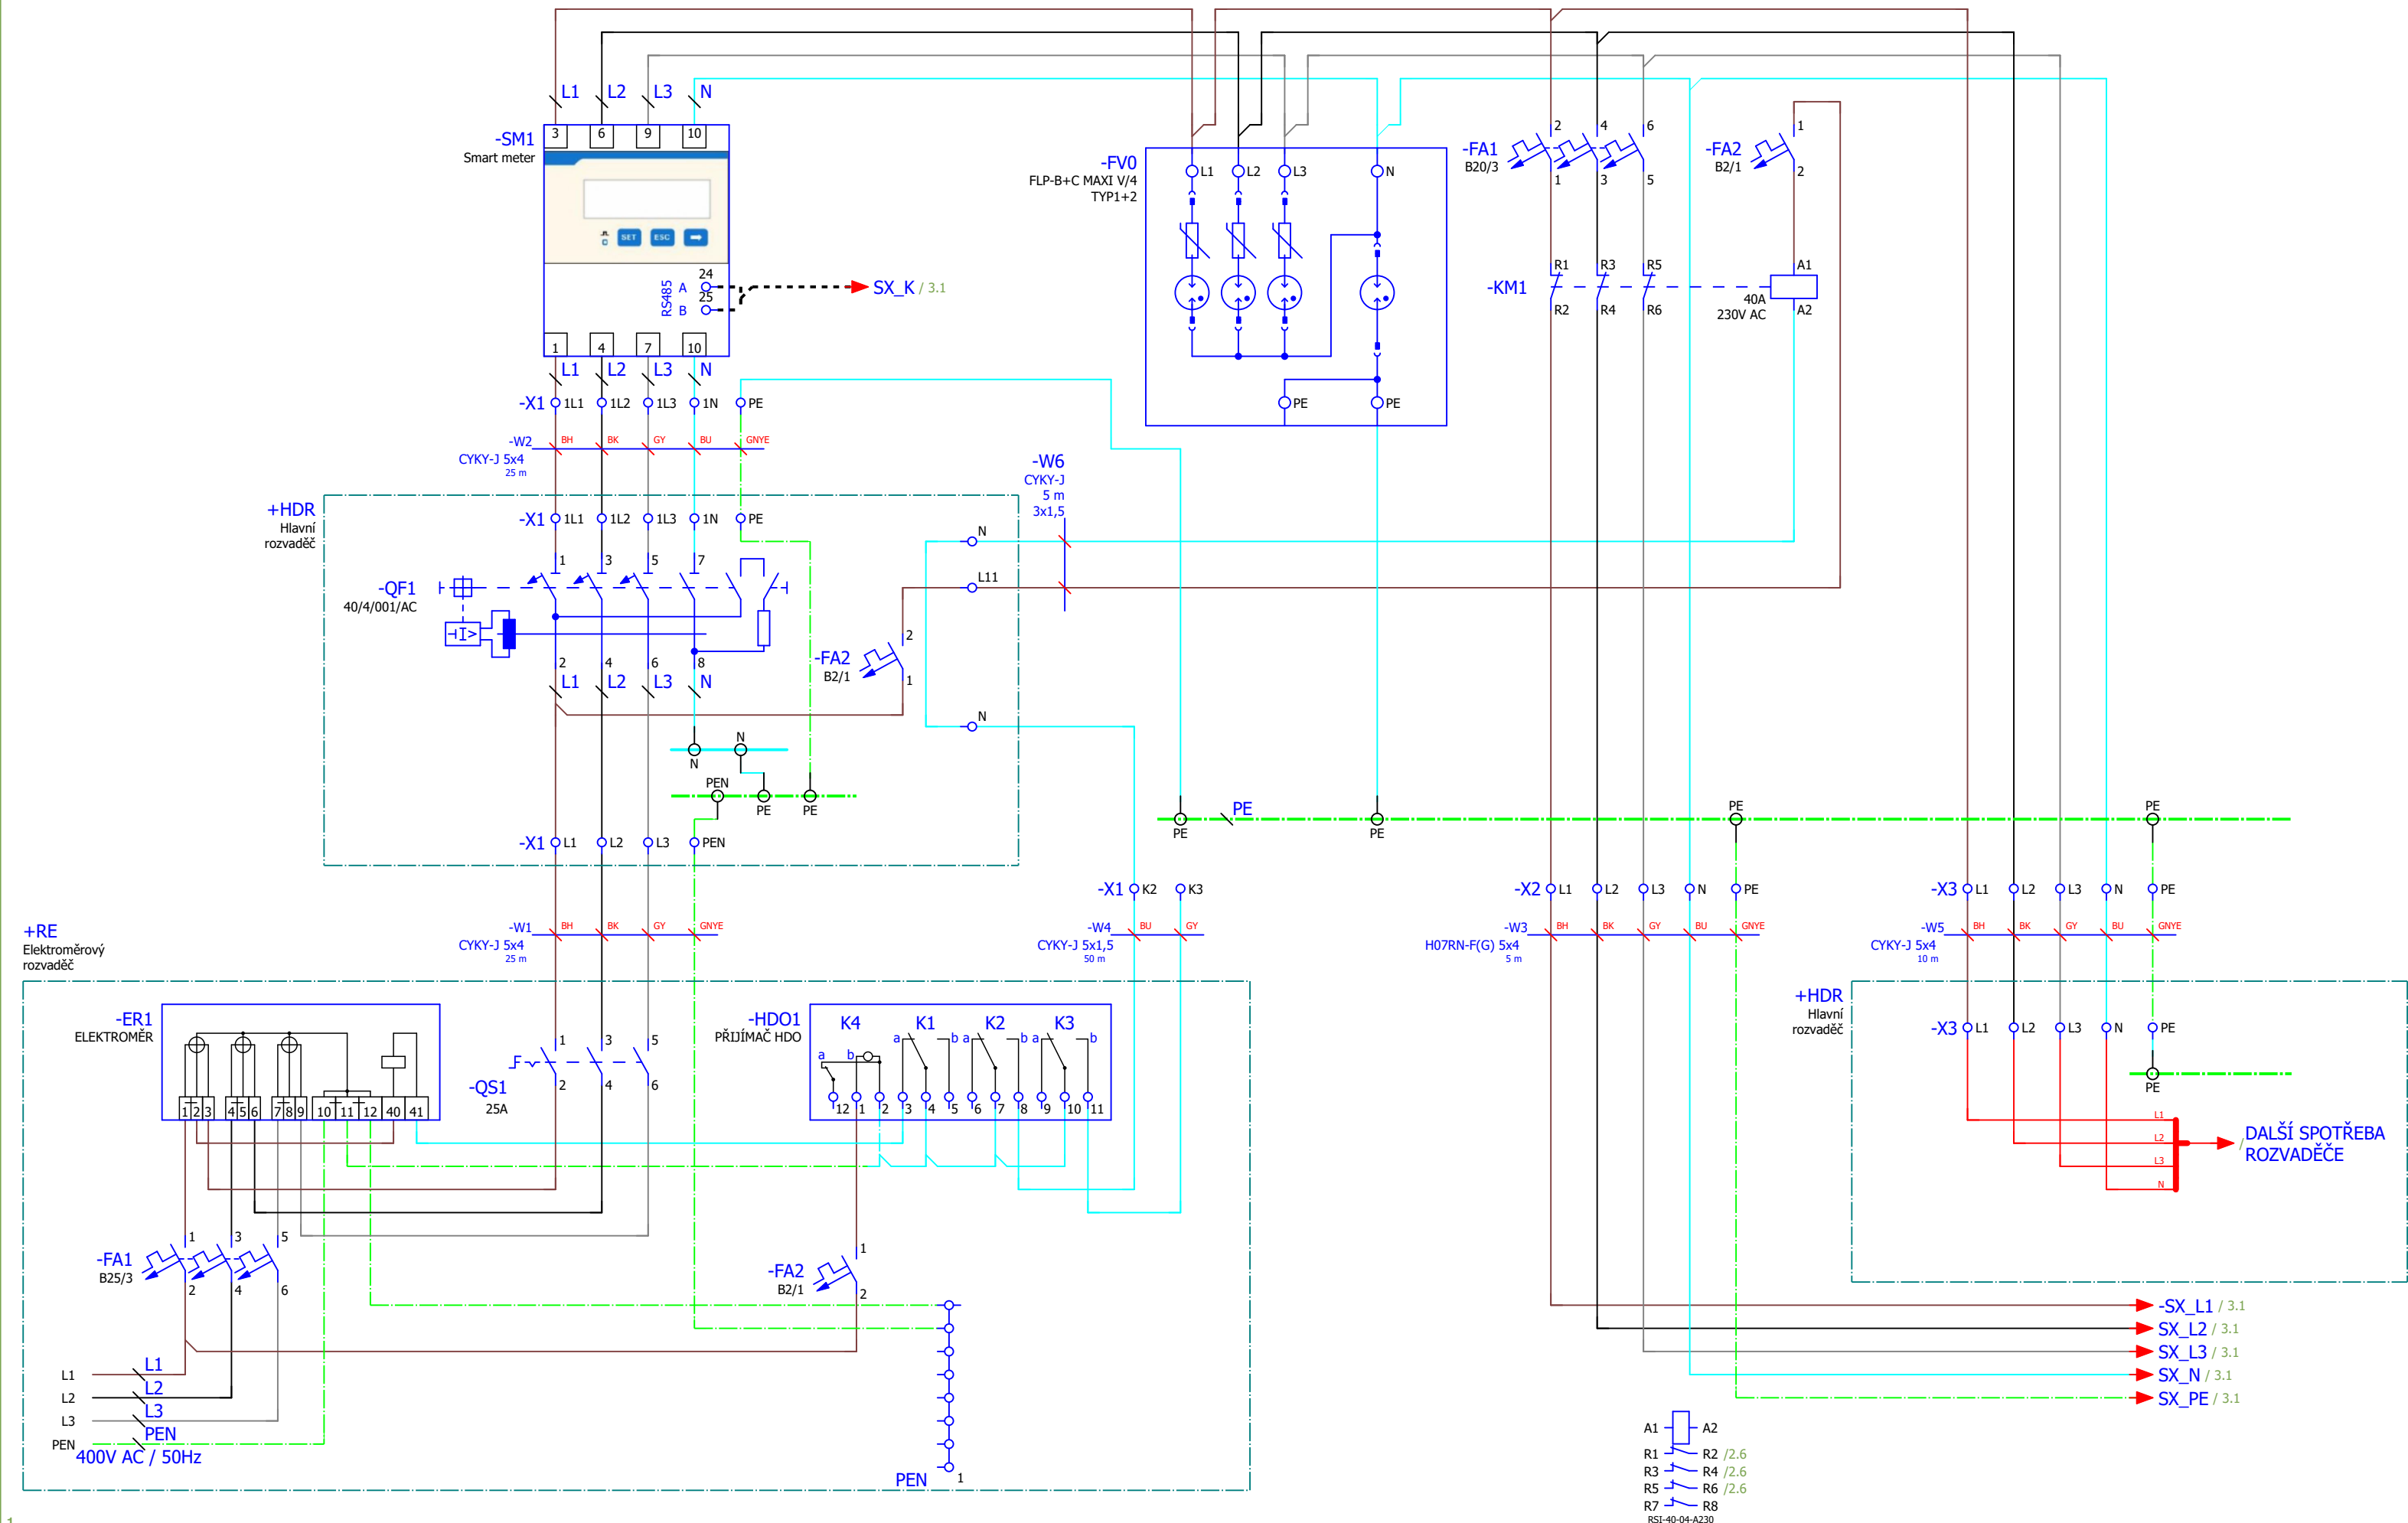 L1 L2 L3 N
-SM1
Smart meter
3 6 9 10
SET ESC
C
24
A
25
B
RS485
SX_K / 3.1
1 4 7 10
L1 L2 L3 N
-X1 1L1 1L2 1L3 1N PE
-W2 BH BK GY BU GNYE
CYKY-J 5x4
25 m
-FV0
FLP-B+C MAXI V/4
TYP1+2
L1 L2 L3 N
PE PE
-FA1
B20/3
2 4 6
1 3 5
-FA2
B2/1
1
2
-KM1
R1 R3 R5
R2 R4 R6
40A
230V AC
A1
A2
-W6
CYKY-J
5 m
3x1,5
+HDR
Hlavní
rozvaděč
-X1 1L1 1L2 1L3 1N PE
-QF1
40/4/001/AC
1 3 5 7
2 4 6 8
L1 L2 L3 N
N
L11
-FA2
B2/1
2
1
N
N
N
PEN
PE PE
-X1 L1 L2 L3 PEN
PE
PE
PE
PE
PE
-W1 BH BK GY GNYE
CYKY-J 5x4
25 m
-X1 K2 K3
-W4 BU GY
CYKY-J 5x1,5
50 m
-X2 L1 L2 L3 N PE
-W3 BH BK GY BU GNYE
H07RN-F(G) 5x4
5 m
-X3 L1 L2 L3 N PE
-W5 BH BK GY BU GNYE
CYKY-J 5x4
10 m
+RE
Elektroměrový
rozvaděč
-ER1
ELEKTROMĚR
1 2 3 4 5 6 7 8 9 10 11 12 40 41
-QS1
25A
1 3 5
2 4 6
-HDO1
PŘIJÍMAČ HDO
K4 K1 K2 K3
a b a b a b a b
12 1 2 3 4 5 6 7 8 9 10 11
+HDR
Hlavní
rozvaděč
-X3 L1 L2 L3 N PE
PE
L1
L2
L3
N
/ DALŠÍ SPOTŘEBA
ROZVADĚČE
-FA1
B25/3
1 3 5
2 4 6
-FA2
B2/1
1
2
L1 L1
L2 L2
L3 L3
PEN PEN
400V AC / 50Hz
PEN 1
-SX_L1 / 3.1
SX_L2 / 3.1
SX_L3 / 3.1
SX_N / 3.1
SX_PE / 3.1
A1 A2
R1 R2 /2.6
R3 R4 /2.6
R5 R6 /2.6
R7 R8
RSI-40-04-A230